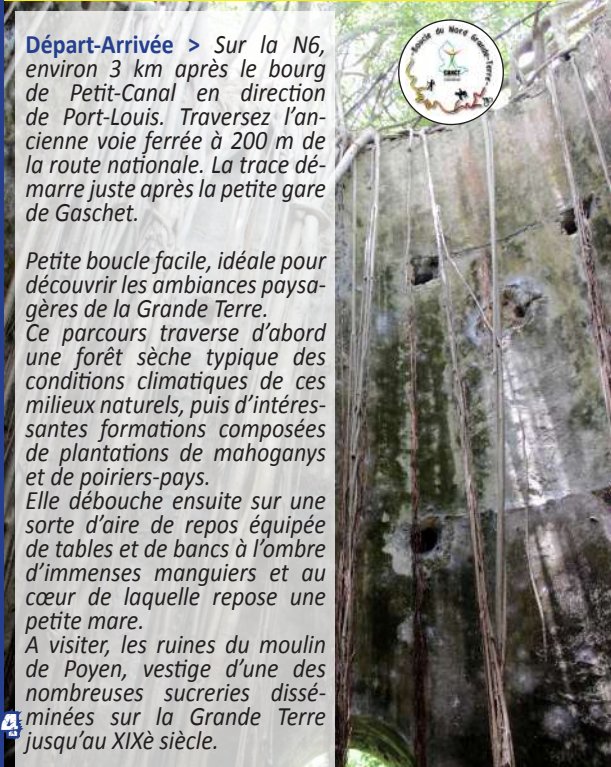 Boucle du Nord Grande-Terre
Départ-Arrivée > Sur la N6,
environ 3 km après le bourg
de Petit-Canal en direction
de Port-Louis. Traversez l'an-
cienne voie ferrée à 200 m de
la route nationale. La trace dé-
marre juste après la petite gare
de Gaschet.
Petite boucle facile, idéale pour
découvrir les ambiances paysa-
gères de la Grande Terre.
Ce parcours traverse d'abord
une forêt sèche typique des
conditions climatiques de ces
milieux naturels, puis d'intéres-
santes formations composées
de plantations de mahoganys
et de poiriers-pays.
Elle débouche ensuite sur une
sorte d'aire de repos équipée
de tables et de bancs à l'ombre
d'immenses manguiers et au
cœur de laquelle repose une
petite mare.
A visiter, les ruines du moulin
de Poyen, vestige d'une des
nombreuses sucreries dissé-
minées sur la Grande Terre
jusqu'au XIXè siècle.
4